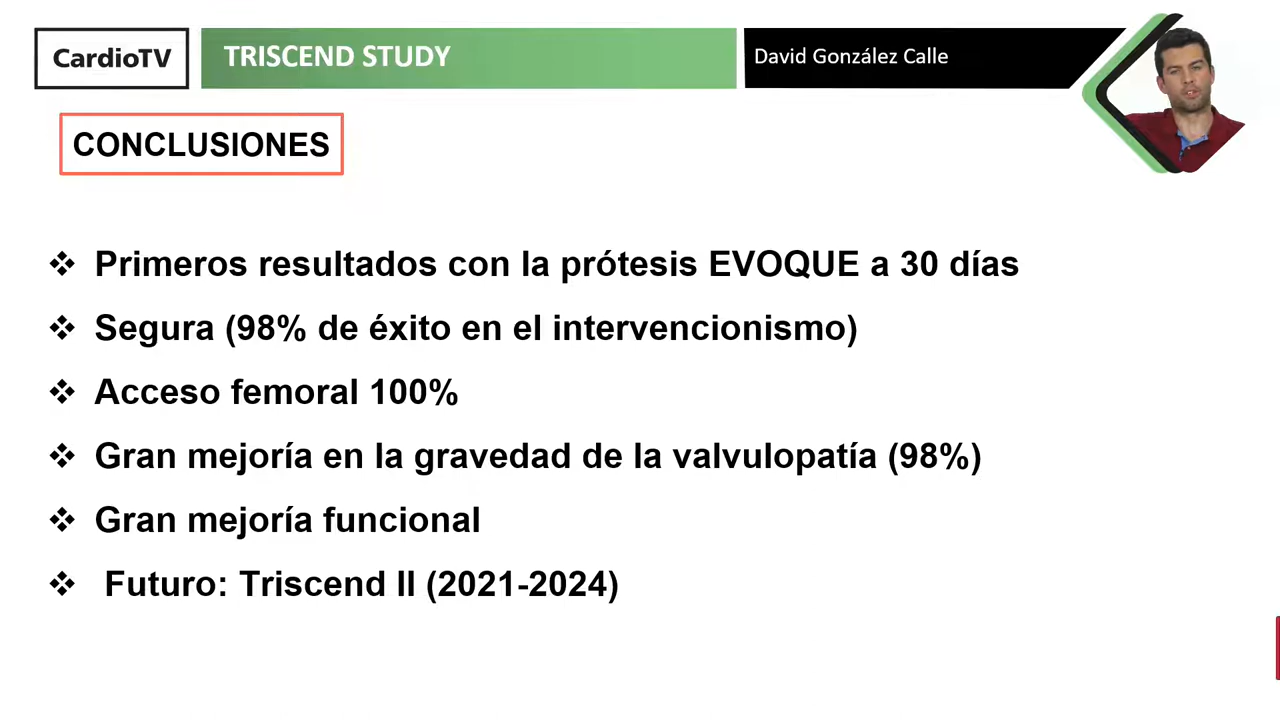 CardioTV
TRISCEND STUDY
David González Calle
CONCLUSIONES
❖ Primeros resultados con la prótesis EVOQUE a 30 días
❖ Segura (98% de éxito en el intervencionismo)
❖ Acceso femoral 100%
❖ Gran mejoría en la gravedad de la valvulopatía (98%)
❖ Gran mejoría funcional
❖ Futuro: Triscend II (2021-2024)